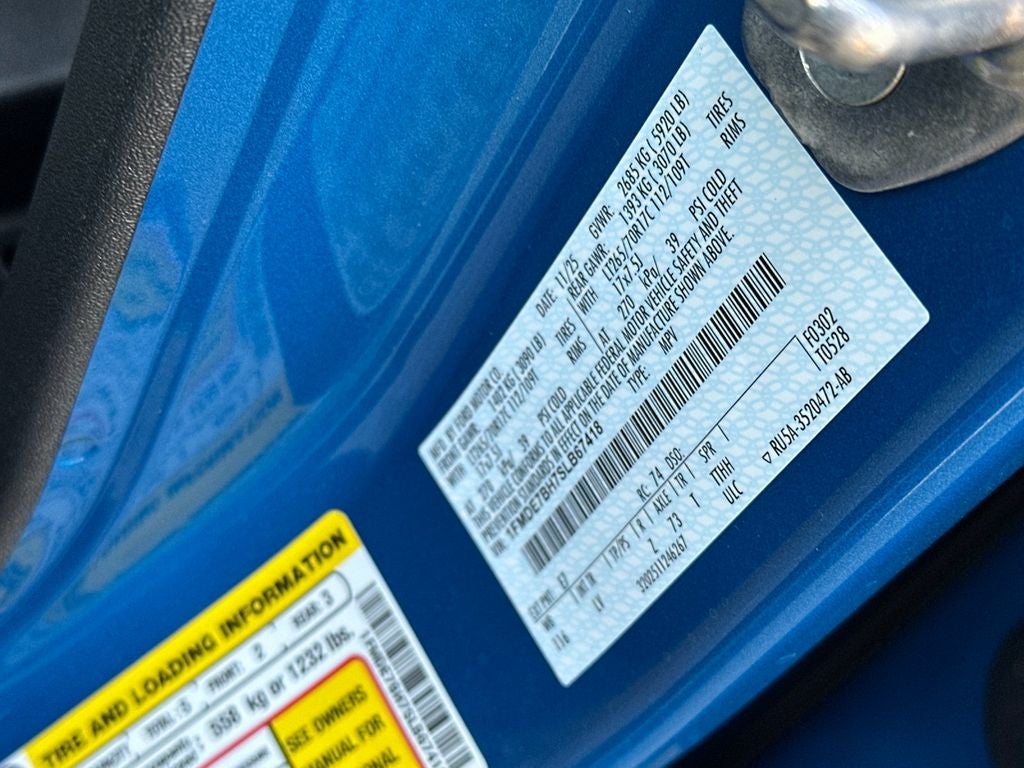 MFD BY FORD MOTOR CO. DATE: 11/25 GVWR: 2685 KG ( 5920 LB)
FRONT GAWR: 1402 KG ( 3090 LB) REAR GAWR: 1393 KG ( 3070 LB)
WITH LT265/70R17C 112/109T TIRES WITH LT265/70R17C 112/109T TIRES
17x7.5J RIMS 17x7.5J RIMS
AT 270 kPa/ 39 PSI COLD AT 270 kPa/ 39 PSI COLD
THIS VEHICLE CONFORMS TO ALL APPLICABLE FEDERAL MOTOR VEHICLE SAFETY AND THEFT
PREVENTION STANDARDS IN EFFECT ON THE DATE OF MANUFACTURE SHOWN ABOVE.
VIN: 1FMDE7BH7SLB67418 TYPE: MPV
EXT PNT: E7 RC: 74 DSO: F0302
WB INT TR TP/PS R AXLE TR SPR T0528
116 LV Z 73 T THH
3202511246267 ULC
▽ RU5A-3520472-AB
TIRE AND LOADING INFORMATION
TOTAL: 5 FRONT: 2 REAR: 3
558 kg or 1232 lbs.
SEE OWNERS
MANUAL FOR